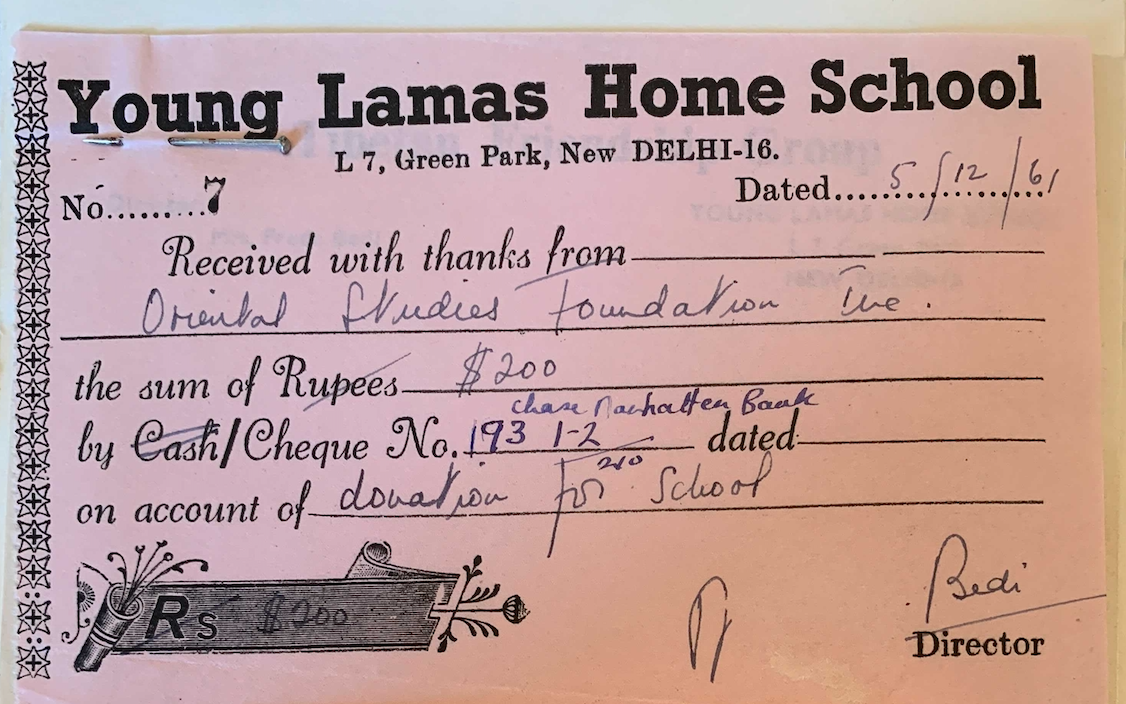 Young Lamas Home School
L 7, Green Park, New DELHI-16.
No.........7
Dated.....5/12/61
Received with thanks from
Oriental Studies Foundation Inc.
the sum of Rupees $200
Chase Manhatten Bank
by Cash/Cheque No. 193 1-2 dated
210
on account of donation for School
Rs $200
Bedi
Director